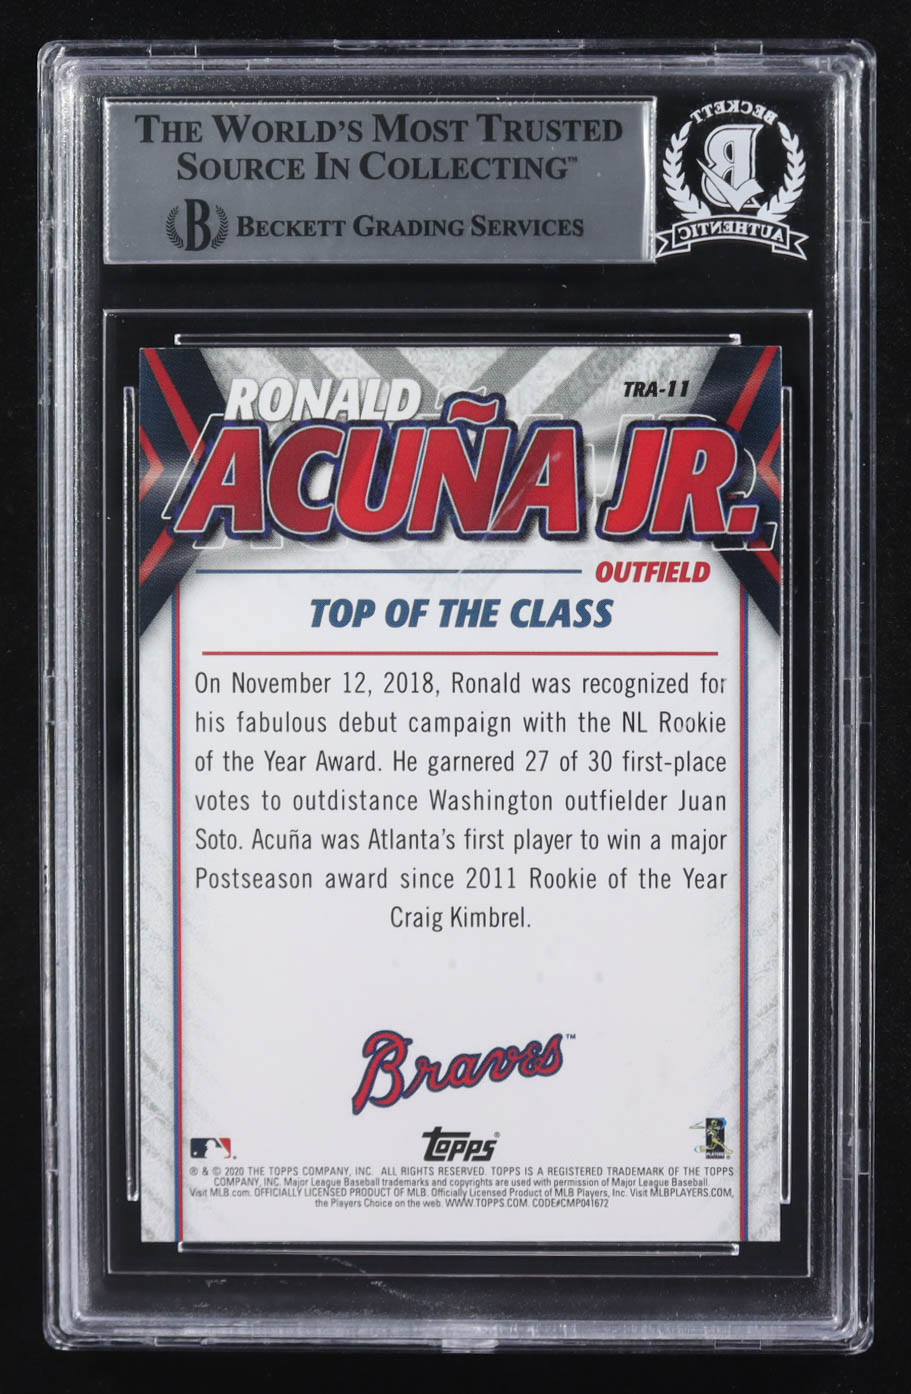 THE WORLD'S MOST TRUSTED
SOURCE IN COLLECTING™
B BECKETT GRADING SERVICES
BECKETT
B
AUTHENTIC
TRA-11
RONALD
ACUÑA JR.
OUTFIELD
TOP OF THE CLASS
On November 12, 2018, Ronald was recognized for
his fabulous debut campaign with the NL Rookie
of the Year Award. He garnered 27 of 30 first-place
votes to outdistance Washington outfielder Juan
Soto. Acuña was Atlanta's first player to win a major
Postseason award since 2011 Rookie of the Year
Craig Kimbrel.
Braves™
Topps®
® & © 2020 THE TOPPS COMPANY, INC. ALL RIGHTS RESERVED. TOPPS IS A REGISTERED TRADEMARK OF THE TOPPS
COMPANY, INC. Major League Baseball trademarks and copyrights are used with permission of Major League Baseball.
Visit MLB.com. OFFICIALLY LICENSED PRODUCT OF MLB. Officially Licensed Product of MLB Players, Inc. Visit MLBPLAYERS.COM,
the Players Choice on the web. WWW.TOPPS.COM. CODE#CMP041672